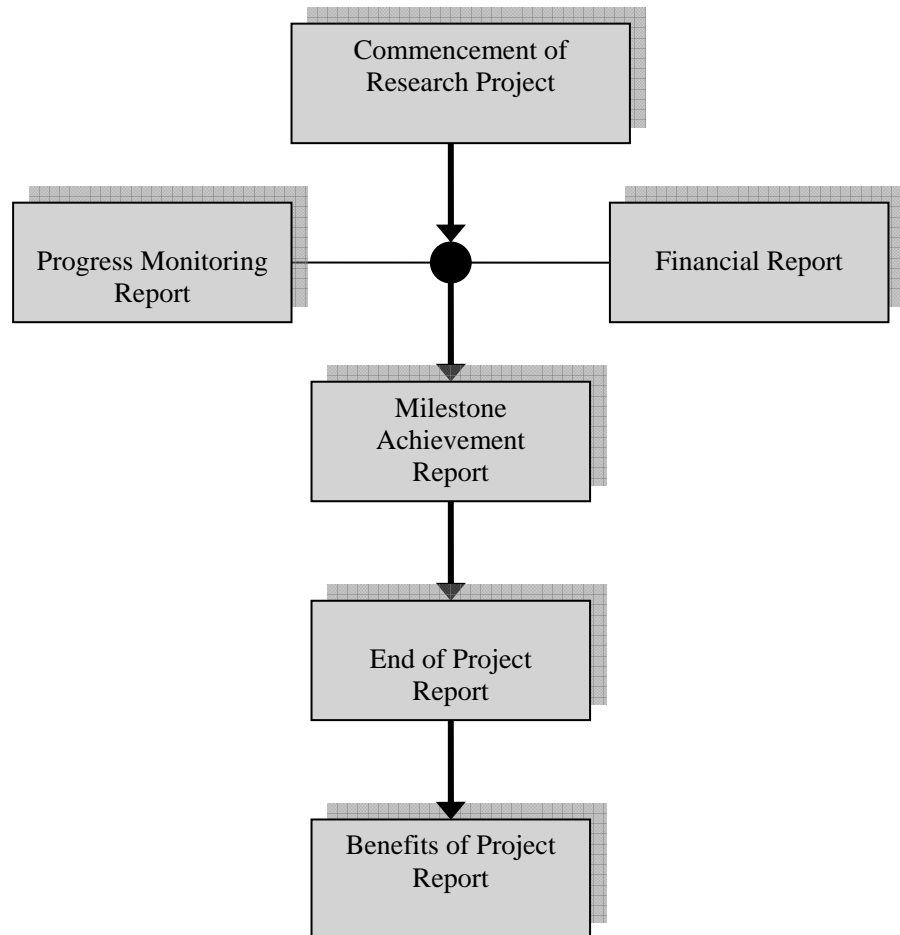 Commencement of
Research Project
Progress Monitoring
Report
Financial Report
Milestone
Achievement
Report
End of Project
Report
Benefits of Project
Report